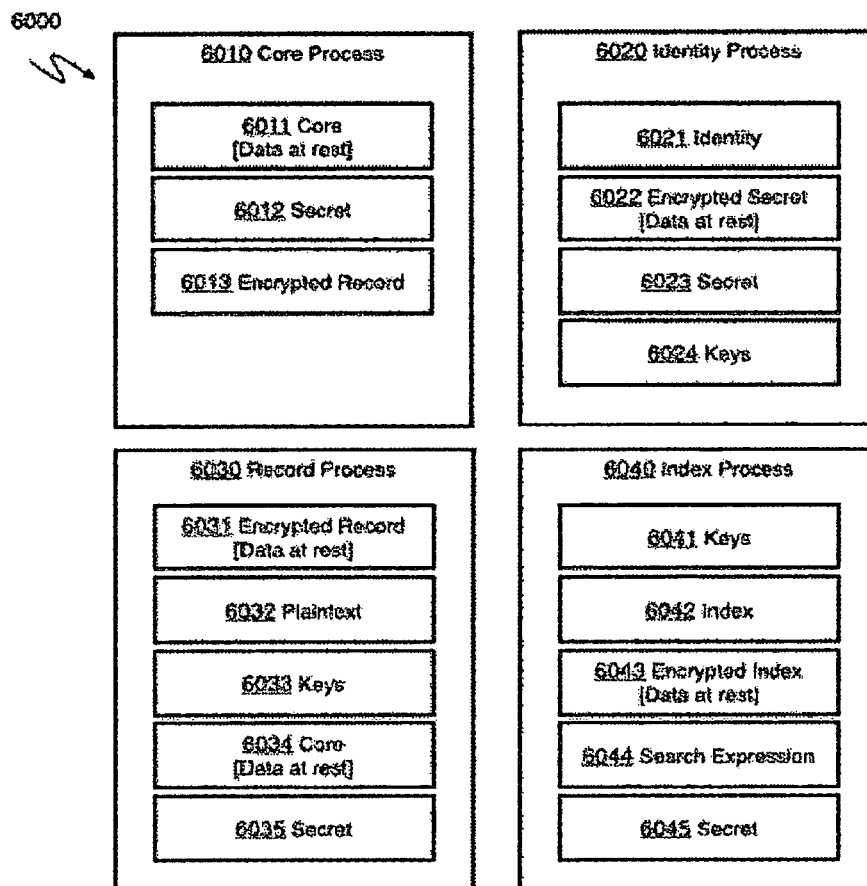 6000
6010 Core Process
6011 Core
[Data at rest]
6012 Secret
6013 Encrypted Record
6020 Identity Process
6021 Identity
6022 Encrypted Secret
[Data at rest]
6023 Secret
6024 Keys
6030 Record Process
6031 Encrypted Record
[Data at rest]
6032 Plaintext
6033 Keys
6034 Core
[Data at rest]
6035 Secret
6040 Index Process
6041 Keys
6042 Index
6043 Encrypted Index
[Data at rest]
6044 Search Expression
6045 Secret